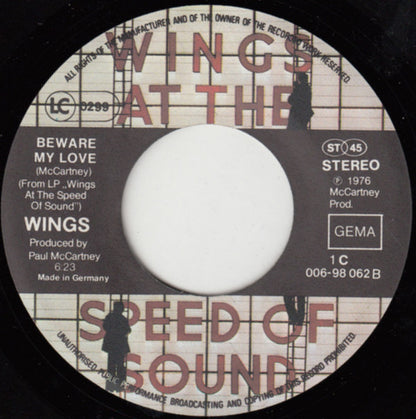 ALL RIGHTS OF THE MANUFACTURER AND OF THE OWNER OF THE RECORDED WORK RESERVED.
WINGS
AT THE
LC 0299
BEWARE
MY LOVE
(McCartney)
(From LP „Wings
At The Speed
Of Sound")
WINGS
Produced by
Paul McCartney
6:23
Made in Germany
ST 45
STEREO
℗ 1976
McCartney
Prod.
GEMA
1 C
006-98 062 B
SPEED OF
SOUND
UNAUTHORISED PUBLIC PERFORMANCE BROADCASTING AND COPYING OF THIS RECORD PROHIBITED.